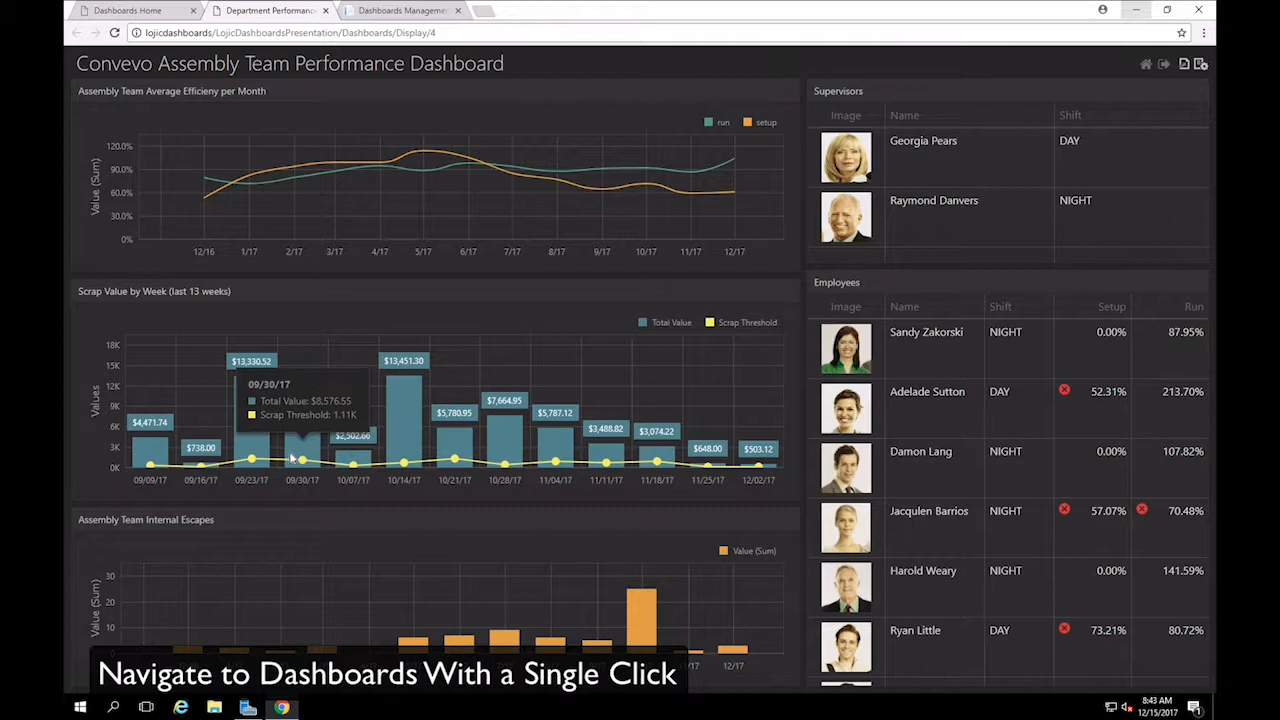 Dashboards Home
Department Performanc
Dashboards Managemen
lojicdashboards/LojicDashboardsPresentation/Dashboards/Display/4
Convevo Assembly Team Performance Dashboard
Assembly Team Average Efficieny per Month
run setup
120.0%
90.0%
60.0%
30.0%
0%
Value (Sum)
12/16 1/17 2/17 3/17 4/17 5/17 6/17 7/17 8/17 9/17 10/17 11/17 12/17
Scrap Value by Week (last 13 weeks)
Total Value Scrap Threshold
18K
15K
12K
9K
6K
3K
0K
Values
$4,471.74
$738.00
$13,330.52
09/30/17
Total Value: $8,576.55
Scrap Threshold: 1.11K
$2,502.66
$13,451.30
$5,780.95
$7,664.95
$5,787.12
$3,488.82
$3,074.22
$648.00
$503.12
09/09/17 09/16/17 09/23/17 09/30/17 10/07/17 10/14/17 10/21/17 10/28/17 11/04/17 11/11/17 11/18/17 11/25/17 12/02/17
Assembly Team Internal Escapes
Value (Sum)
30
20
10
Value (Sum)
12/17
Supervisors
Image Name Shift
Georgia Pears DAY
Raymond Danvers NIGHT
Employees
Image Name Shift Setup Run
Sandy Zakorski NIGHT 0.00% 87.95%
Adelade Sutton DAY 52.31% 213.70%
Damon Lang NIGHT 0.00% 107.82%
Jacqulen Barrios NIGHT 57.07% 70.48%
Harold Weary NIGHT 0.00% 141.59%
Ryan Little DAY 73.21% 80.72%
Navigate to Dashboards With a Single Click
8:43 AM
12/15/2017